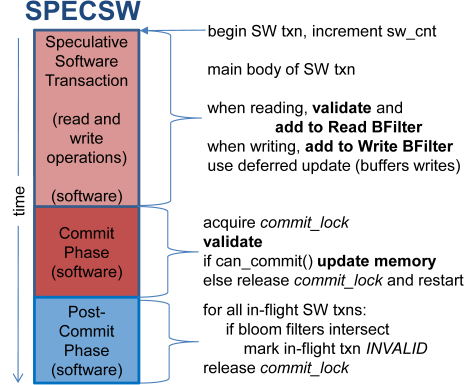 SPECSW
Speculative
Software
Transaction
(read and
write
operations)
(software)
Commit
Phase
(software)
Post-
Commit
Phase
(software)
time
begin SW txn, increment sw_cnt
main body of SW txn
when reading, validate and
add to Read BFilter
when writing, add to Write BFilter
use deferred update (buffers writes)
acquire commit_lock
validate
if can_commit() update memory
else release commit_lock and restart
for all in-flight SW txns:
if bloom filters intersect
mark in-flight txn INVALID
release commit_lock